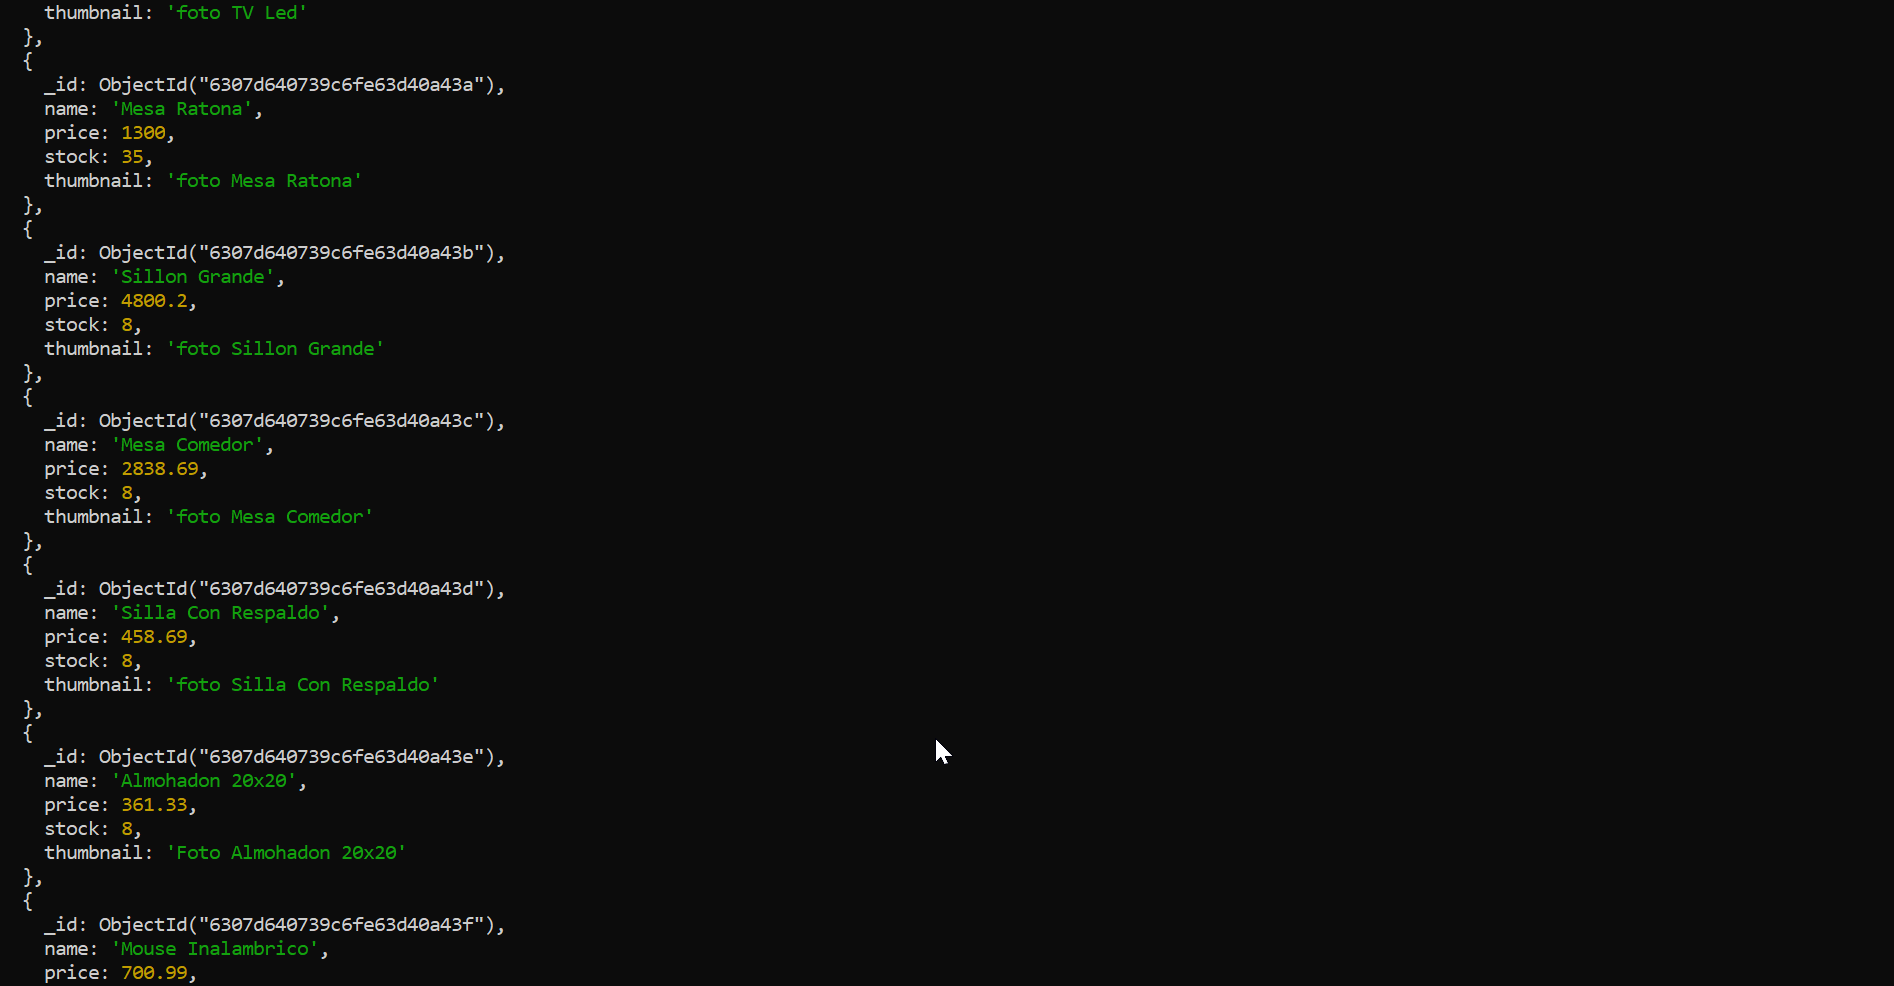 thumbnail: 'foto TV Led'
},
{
_id: ObjectId("6307d640739c6fe63d40a43a"),
name: 'Mesa Ratona',
price: 1300,
stock: 35,
thumbnail: 'foto Mesa Ratona'
},
{
_id: ObjectId("6307d640739c6fe63d40a43b"),
name: 'Sillon Grande',
price: 4800.2,
stock: 8,
thumbnail: 'foto Sillon Grande'
},
{
_id: ObjectId("6307d640739c6fe63d40a43c"),
name: 'Mesa Comedor',
price: 2838.69,
stock: 8,
thumbnail: 'foto Mesa Comedor'
},
{
_id: ObjectId("6307d640739c6fe63d40a43d"),
name: 'Silla Con Respaldo',
price: 458.69,
stock: 8,
thumbnail: 'foto Silla Con Respaldo'
},
{
_id: ObjectId("6307d640739c6fe63d40a43e"),
name: 'Almohadon 20x20',
price: 361.33,
stock: 8,
thumbnail: 'Foto Almohadon 20x20'
},
{
_id: ObjectId("6307d640739c6fe63d40a43f"),
name: 'Mouse Inalambrico',
price: 700.99,